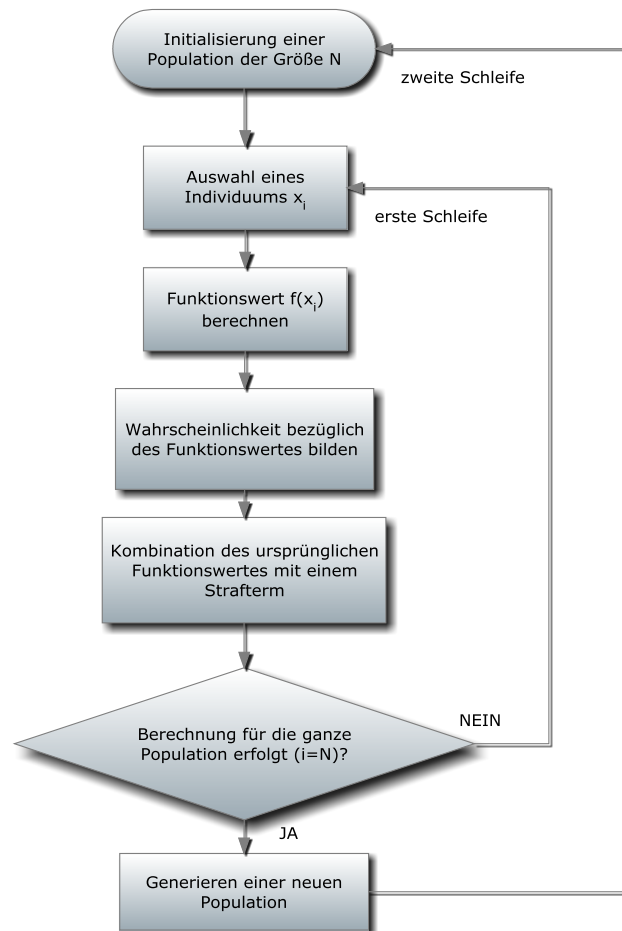 Initialisierung einer
Population der Größe N
zweite Schleife
Auswahl eines
Individuums xi
erste Schleife
Funktionswert f(xi)
berechnen
Wahrscheinlichkeit bezüglich
des Funktionswertes bilden
Kombination des ursprünglichen
Funktionswertes mit einem
Strafterm
NEIN
Berechnung für die ganze
Population erfolgt (i=N)?
JA
Generieren einer neuen
Population